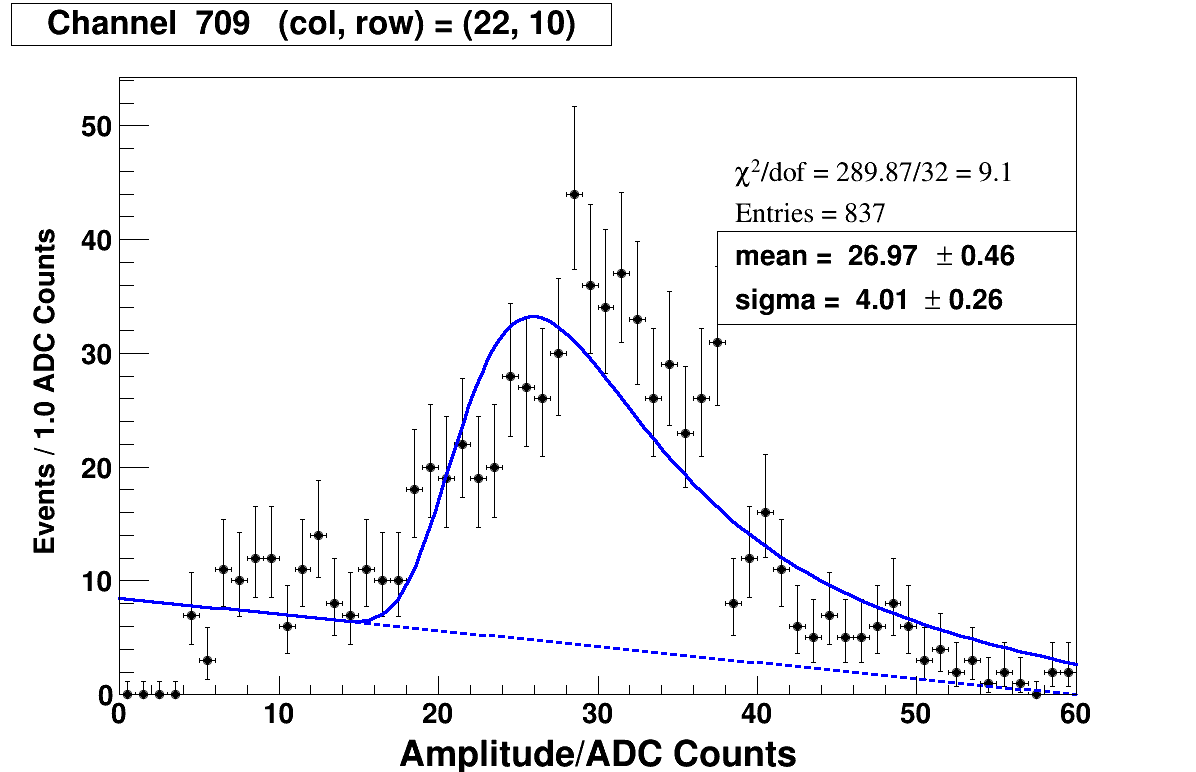 Channel 709 (col, row) = (22, 10)
χ²/dof = 289.87/32 = 9.1
Entries = 837
mean = 26.97 ± 0.46
sigma = 4.01 ± 0.26
Events / 1.0 ADC Counts
50
40
30
20
10
0
0 10 20 30 40 50 60
Amplitude/ADC Counts